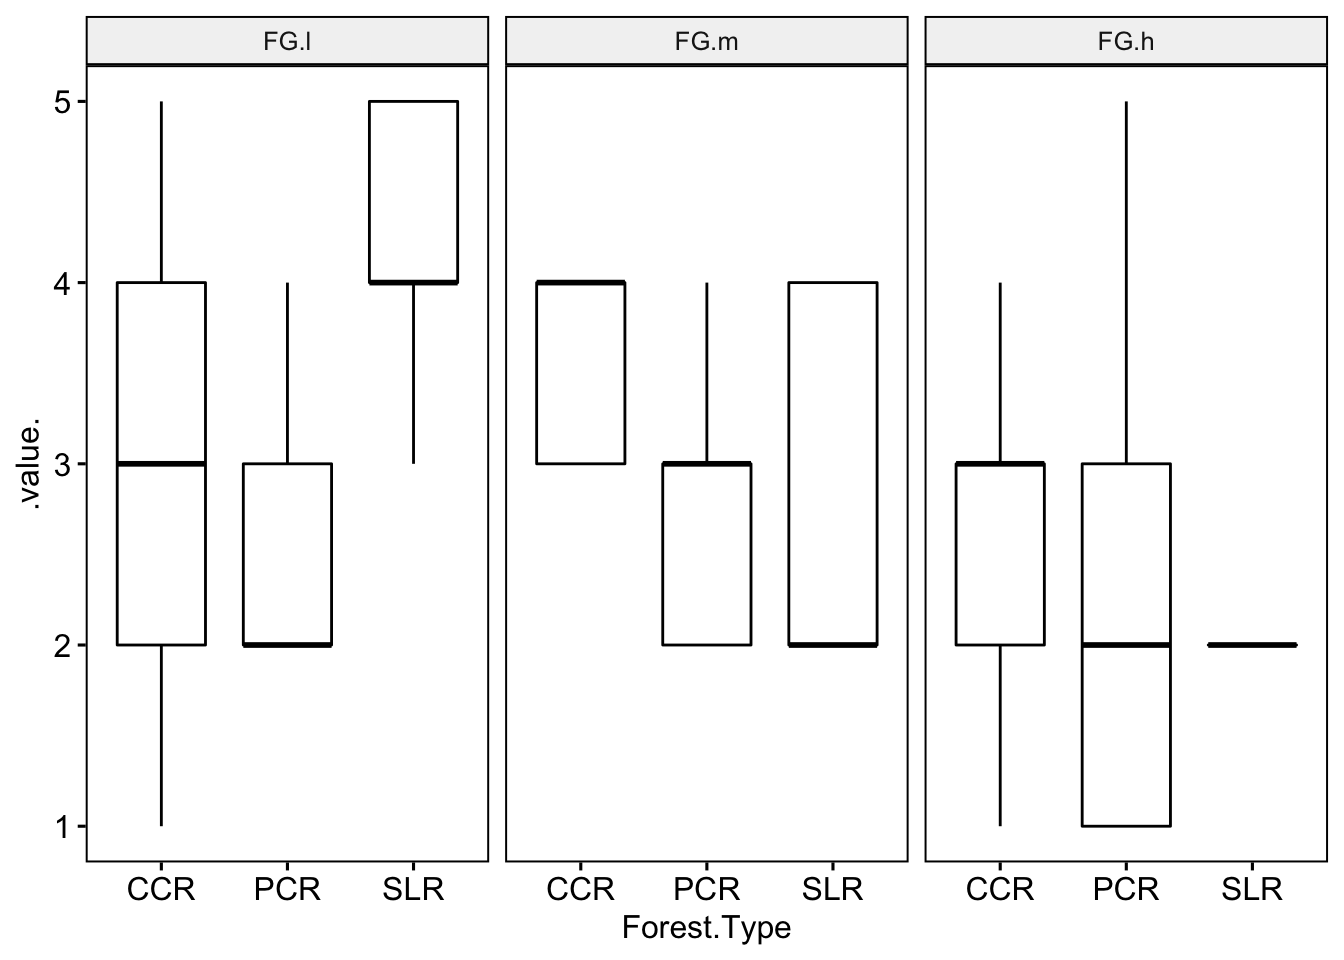 FG.l FG.m FG.h
5
4
3
2
1
.value.
CCR PCR SLR CCR PCR SLR CCR PCR SLR
Forest.Type